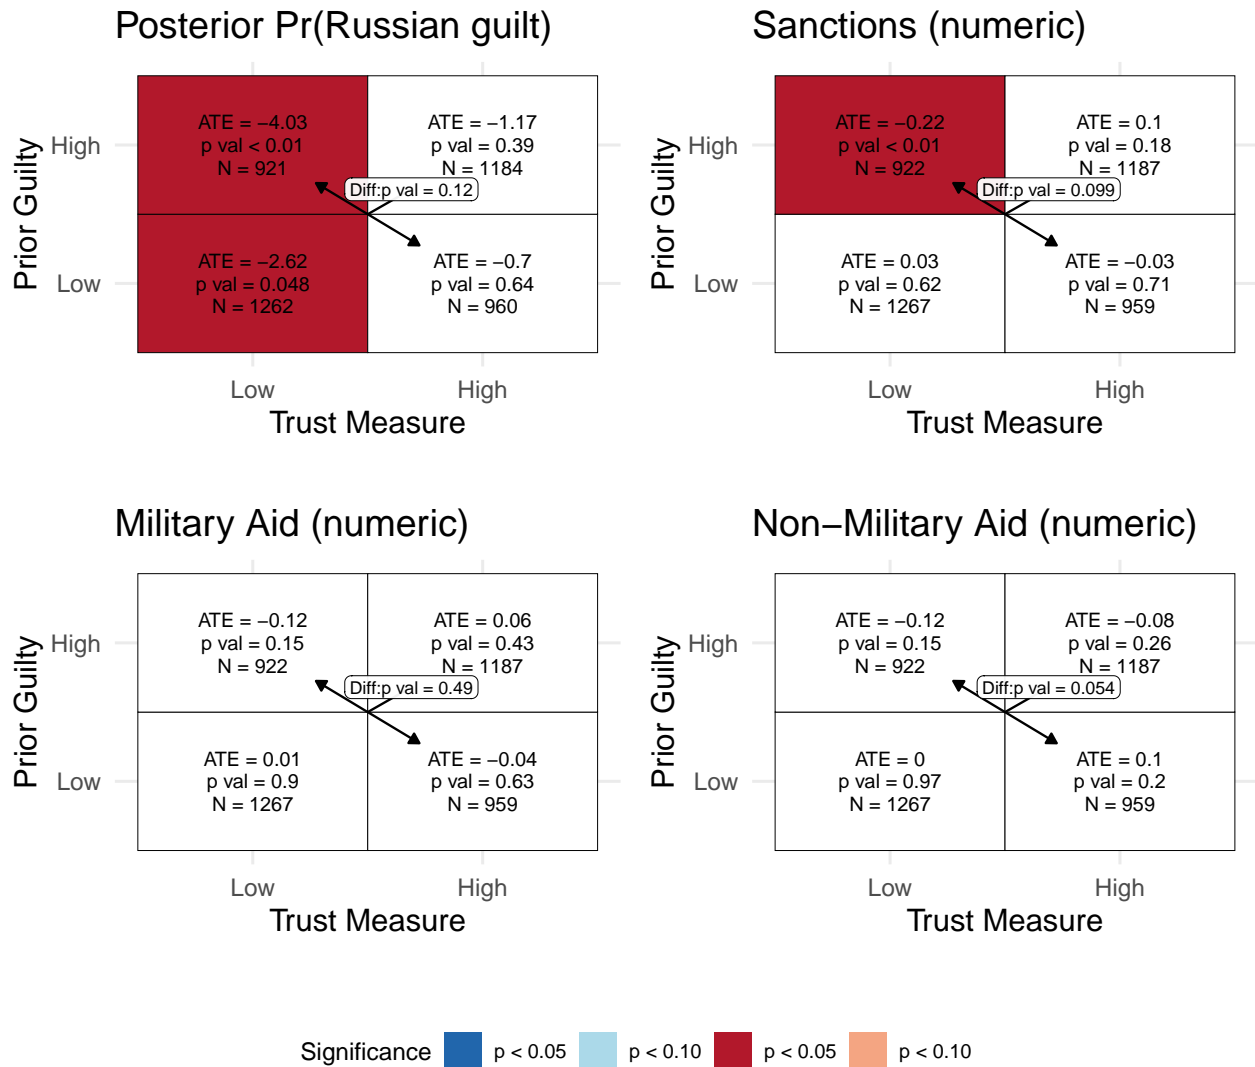 Posterior Pr(Russian guilt)
Prior Guilty
High
Low
ATE = −4.03
p val < 0.01
N = 921
ATE = −1.17
p val = 0.39
N = 1184
Diff:p val = 0.12
ATE = −2.62
p val = 0.048
N = 1262
ATE = −0.7
p val = 0.64
N = 960
Low
High
Trust Measure
Sanctions (numeric)
Prior Guilty
High
Low
ATE = −0.22
p val < 0.01
N = 922
ATE = 0.1
p val = 0.18
N = 1187
Diff:p val = 0.099
ATE = 0.03
p val = 0.62
N = 1267
ATE = −0.03
p val = 0.71
N = 959
Low
High
Trust Measure
Military Aid (numeric)
Prior Guilty
High
Low
ATE = −0.12
p val = 0.15
N = 922
ATE = 0.06
p val = 0.43
N = 1187
Diff:p val = 0.49
ATE = 0.01
p val = 0.9
N = 1267
ATE = −0.04
p val = 0.63
N = 959
Low
High
Trust Measure
Non−Military Aid (numeric)
Prior Guilty
High
Low
ATE = −0.12
p val = 0.15
N = 922
ATE = −0.08
p val = 0.26
N = 1187
Diff:p val = 0.054
ATE = 0
p val = 0.97
N = 1267
ATE = 0.1
p val = 0.2
N = 959
Low
High
Trust Measure
Significance p < 0.05 p < 0.10 p < 0.05 p < 0.10